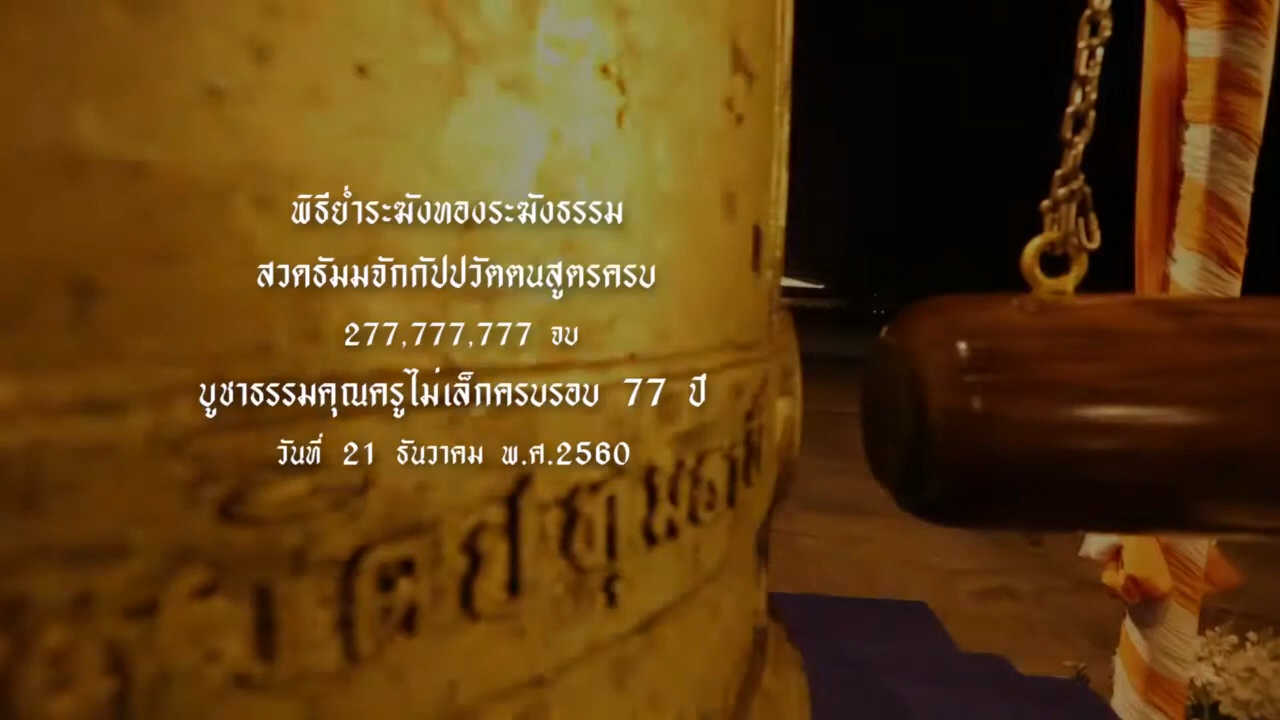 พิธีย่ำระฆังทองระฆังธรรม
สวดธัมมจักกัปปวัตตนสูตรครบ
277,777,777 จบ
บูชาธรรมคุณครูไม่เล็กครบรอบ 77 ปี
วันที่ 21 ธันวาคม พ.ศ.2560